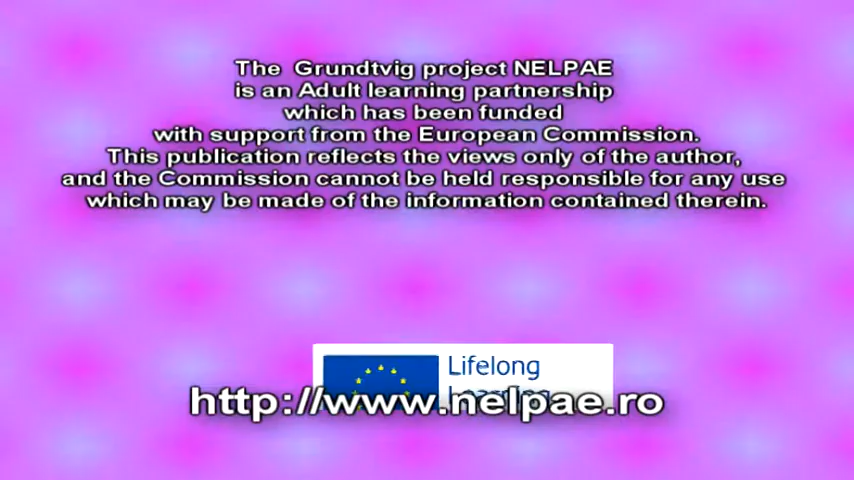 The Grundtvig project NELPAE
is an Adult learning partnership
which has been funded
with support from the European Commission.
This publication reflects the views only of the author,
and the Commission cannot be held responsible for any use
which may be made of the information contained therein.
Lifelong
Learning
http://www.nelpae.ro